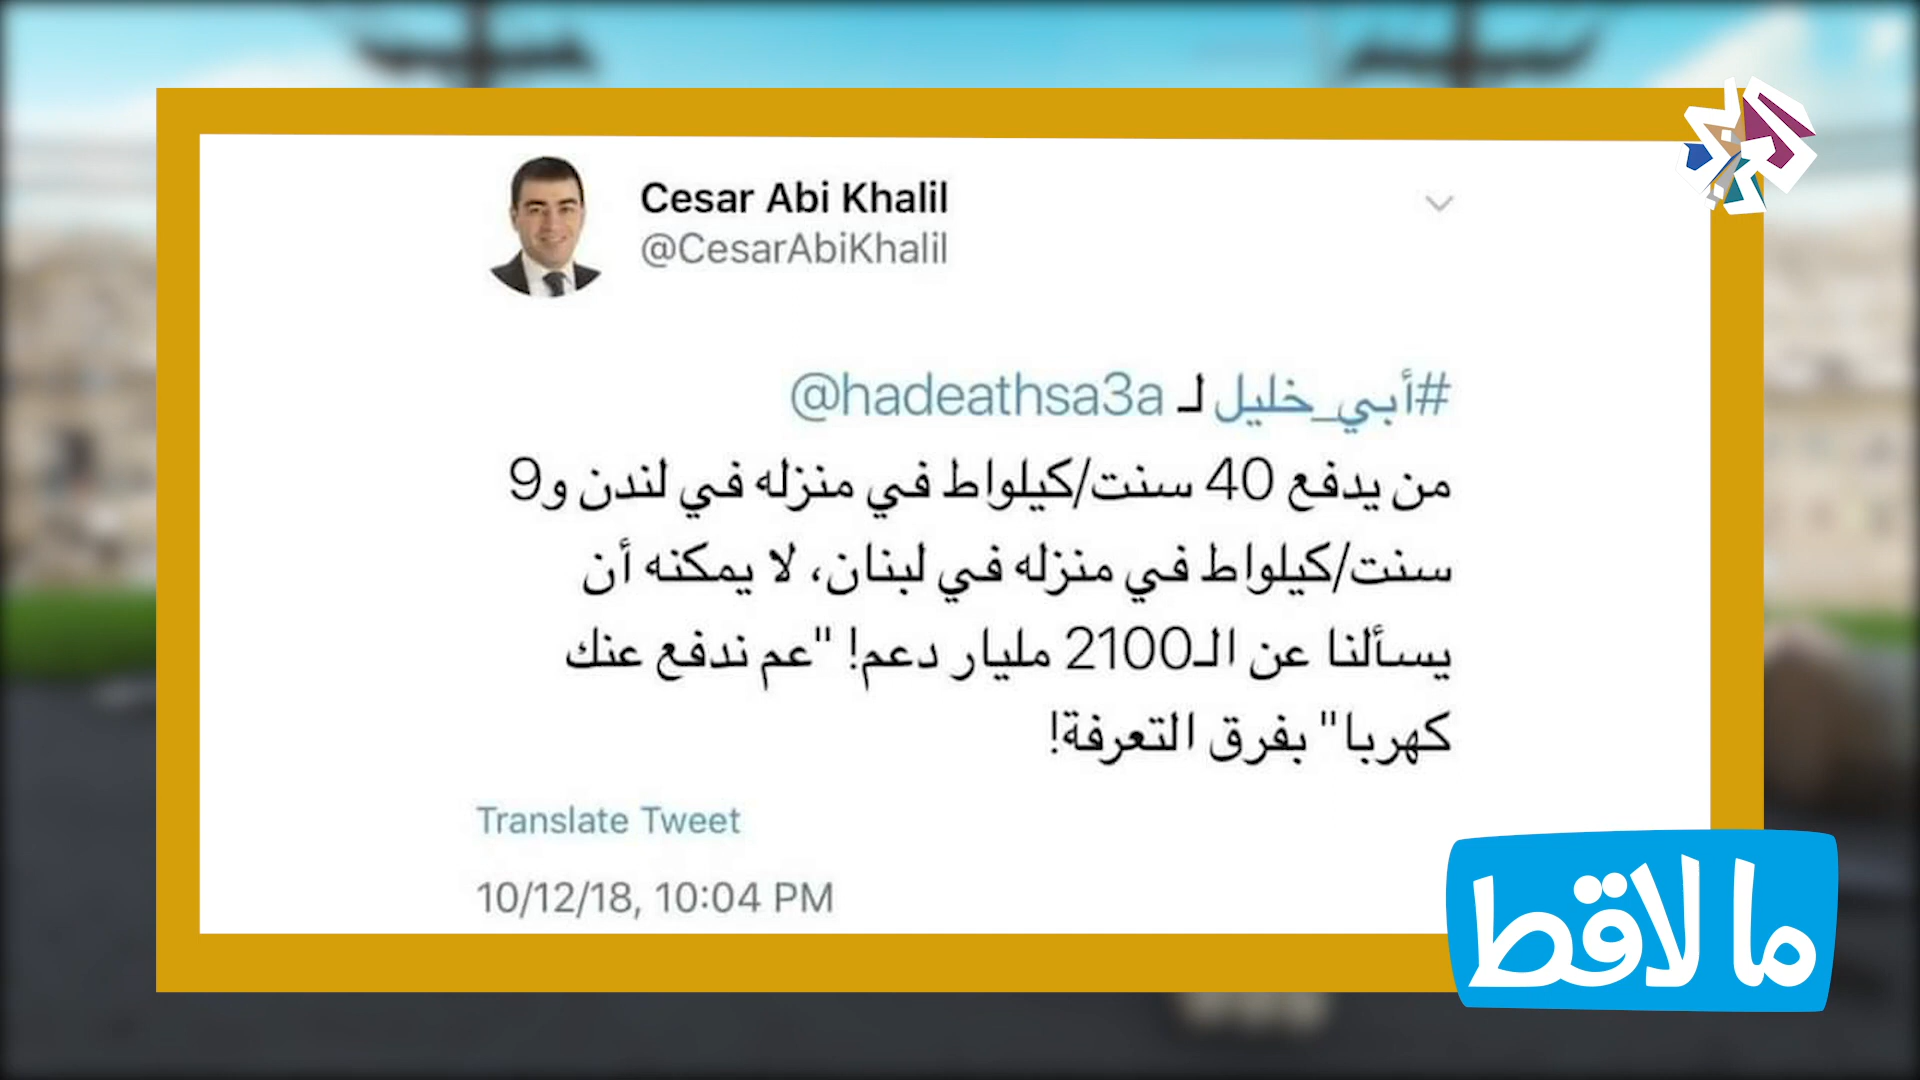 Cesar Abi Khalil
@CesarAbiKhalil
#أبي_خليل لـ @hadeathsa3a
من يدفع 40 سنت/كيلواط في منزله في لندن و9
سنت/كيلواط في منزله في لبنان، لا يمكنه أن
يسألنا عن الـ2100 مليار دعم! "عم ندفع عنك
كهربا" بفرق التعرفة!
Translate Tweet
10/12/18, 10:04 PM
العربي
ما لاقط